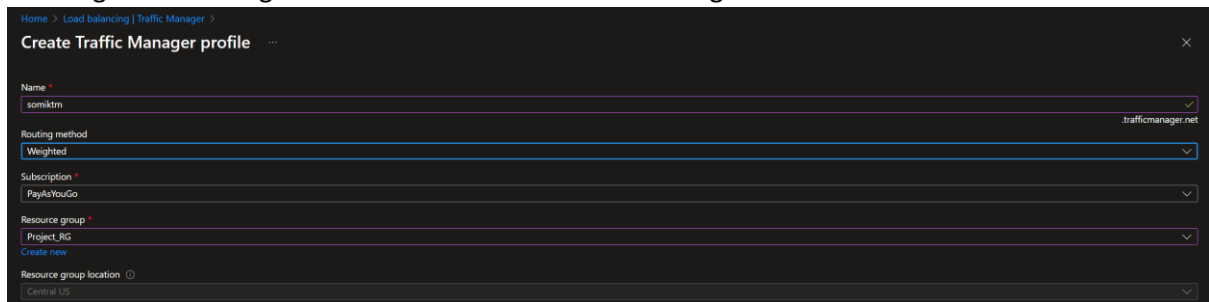 Home > Load balancing | Traffic Manager >
Create Traffic Manager profile ...
Name *
somiktm
.trafficmanager.net
Routing method
Weighted
Subscription *
PayAsYouGo
Resource group *
Project_RG
Create new
Resource group location
Central US